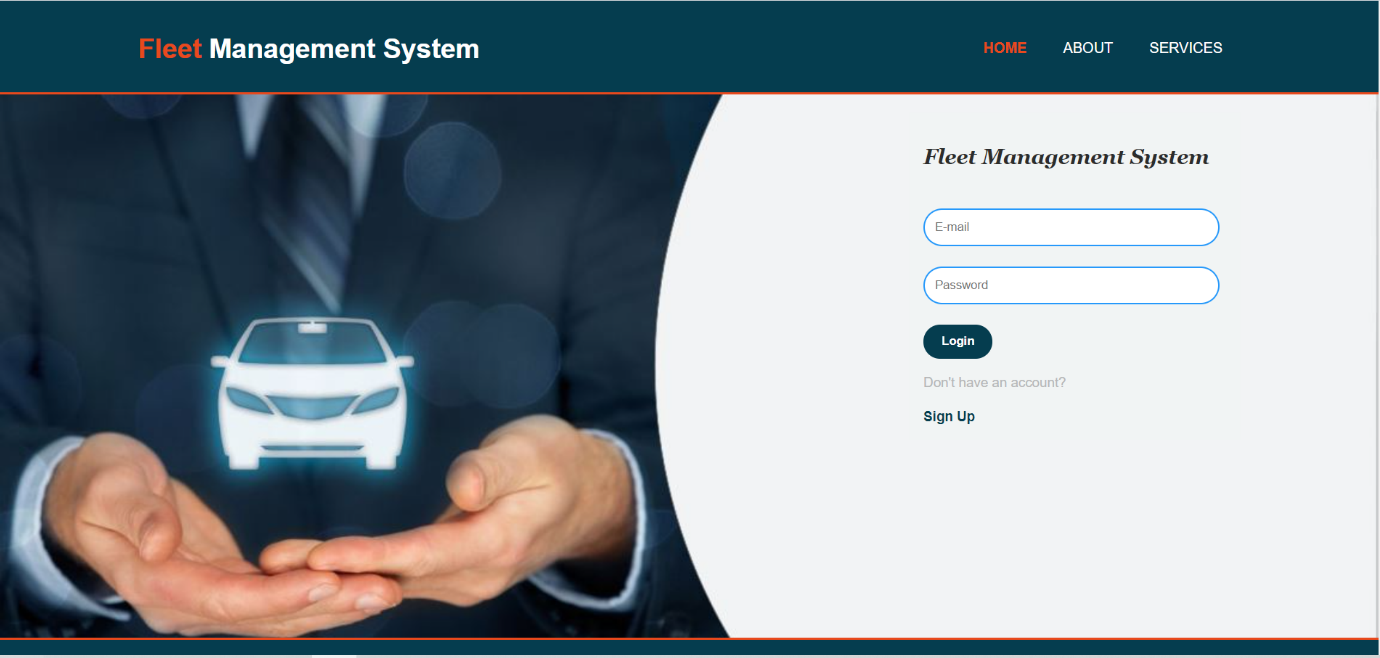 Fleet Management System
HOME ABOUT SERVICES
Fleet Management System
E-mail
Password
Login
Don't have an account?
Sign Up